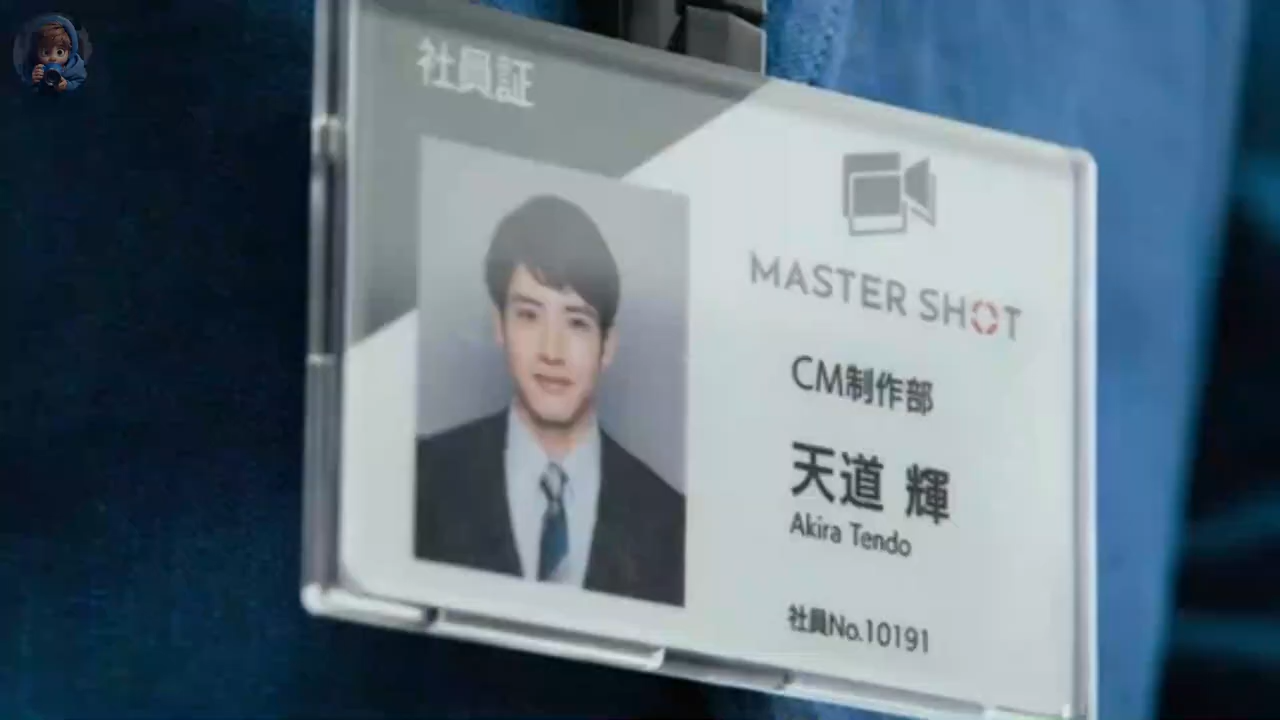 社員証
MASTER SHOT
CM制作部
天道 輝
Akira Tendo
社員No.10191